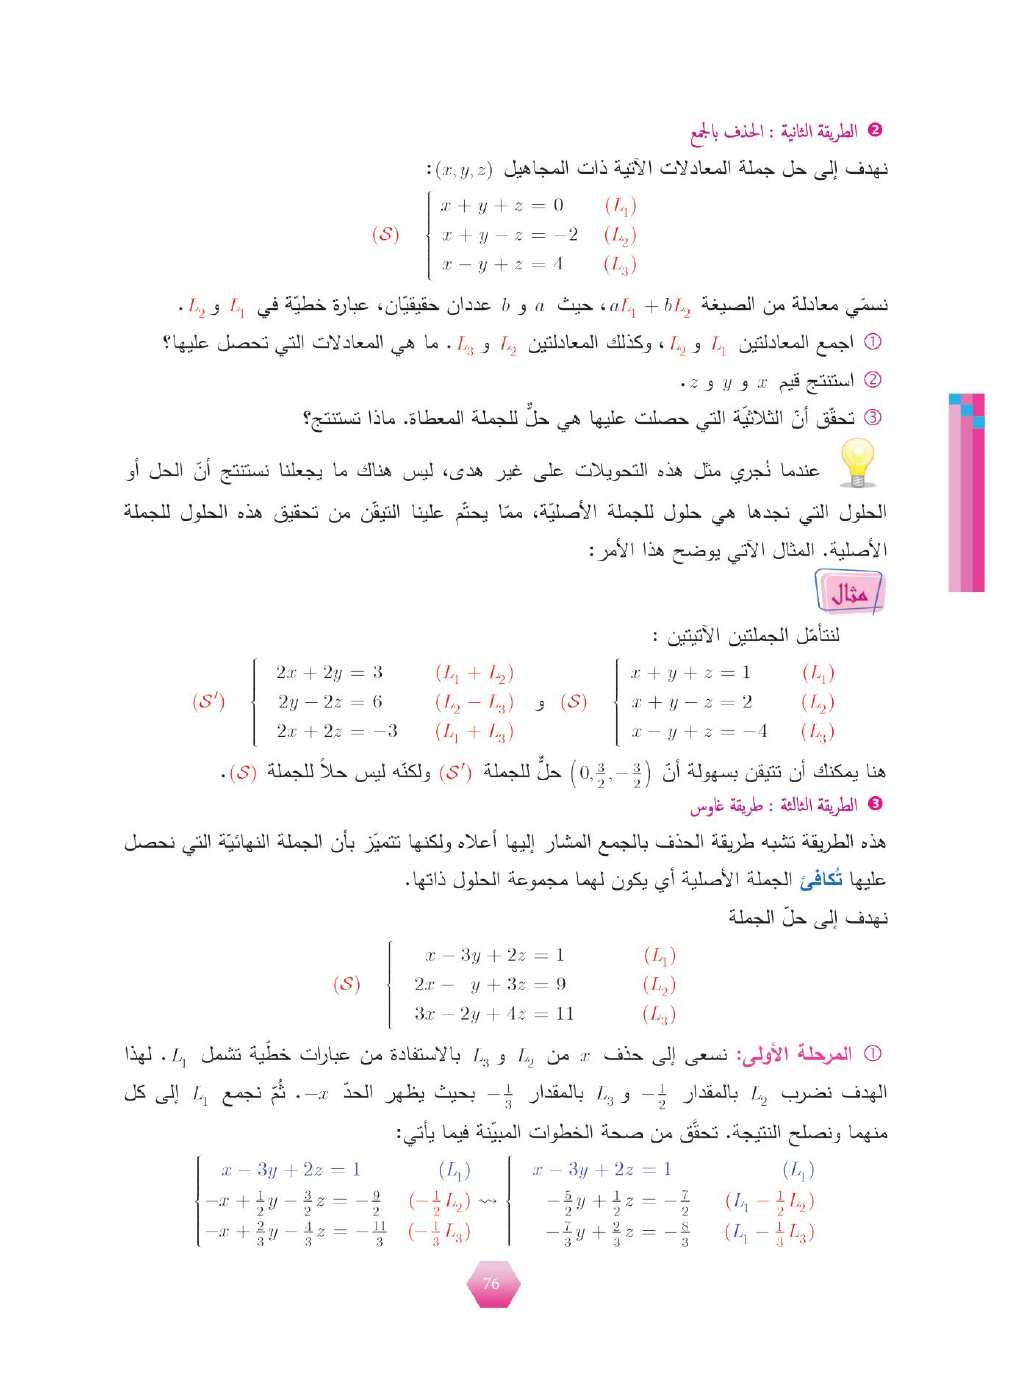 ❷ الطريقة الثانية : الحذف بالجمع
نهدف إلى حل جملة المعادلات الآتية ذات المجاهيل (x, y, z):
x + y + z = 0 (L₁)
(S) x + y − z = −2 (L₂)
x − y + z = 4 (L₃)
نسمّي معادلة من الصيغة aL₁ + bL₂، حيث a و b عددان حقيقيّان، عبارة خطيّة في L₁ و L₂.
① اجمع المعادلتين L₁ و L₂، وكذلك المعادلتين L₂ و L₃. ما هي المعادلات التي تحصل عليها؟
② استنتج قيم x و y و z.
③ تحقّق أنّ الثلاثيّة التي حصلت عليها هي حلٌّ للجملة المعطاة. ماذا تستنتج؟
عندما نُجري مثل هذه التحويلات على غير هدى، ليس هناك ما يجعلنا نستنتج أنّ الحل أو
الحلول التي نجدها هي حلول للجملة الأصليّة، ممّا يحتّم علينا التيقّن من تحقيق هذه الحلول للجملة
الأصلية. المثال الآتي يوضح هذا الأمر:
مثال
لنتأمّل الجملتين الآتيتين :
x + y + z = 1 (L₁) 2x + 2y = 3 (L₁ + L₂)
(S) x + y − z = 2 (L₂) و (S′) 2y − 2z = 6 (L₂ − L₃)
x − y + z = −4 (L₃) 2x + 2z = −3 (L₁ + L₃)
هنا يمكنك أن تتيقن بسهولة أنّ (0, 3/2, −3/2) حلٌّ للجملة (S′) ولكنّه ليس حلاً للجملة (S).
❸ الطريقة الثالثة : طريقة غاوس
هذه الطريقة تشبه طريقة الحذف بالجمع المشار إليها أعلاه ولكنها تتميّز بأن الجملة النهائيّة التي نحصل
عليها تُكافئ الجملة الأصلية أي يكون لهما مجموعة الحلول ذاتها.
نهدف إلى حلّ الجملة
x − 3y + 2z = 1 (L₁)
(S) 2x − y + 3z = 9 (L₂)
3x − 2y + 4z = 11 (L₃)
① المرحلة الأولى: نسعى إلى حذف x من L₂ و L₃ بالاستفادة من عبارات خطّية تشمل L₁. لهذا
الهدف نضرب L₂ بالمقدار −1/2 و L₃ بالمقدار −1/3 بحيث يظهر الحدّ −x. ثُمّ نجمع L₁ إلى كل
منهما ونصلح النتيجة. تحقَّق من صحة الخطوات المبيّنة فيما يأتي:
x − 3y + 2z = 1 (L₁) x − 3y + 2z = 1 (L₁)
−x + 1/2 y − 3/2 z = −9/2 (−1/2 L₂) ⇝ −5/2 y + 1/2 z = −7/2 (L₁ − 1/2 L₂)
−x + 2/3 y − 4/3 z = −11/3 (−1/3 L₃) −7/3 y + 2/3 z = −8/3 (L₁ − 1/3 L₃)
76